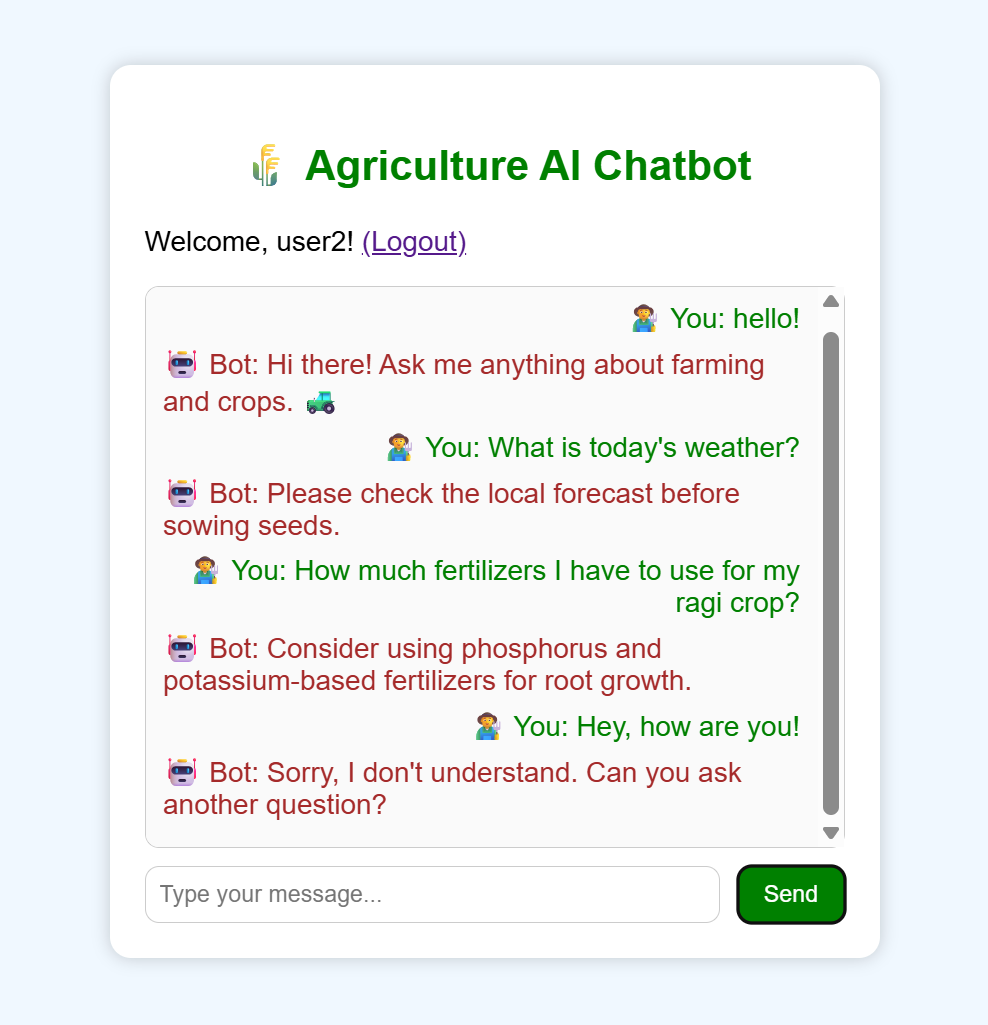 Agriculture AI Chatbot
Welcome, user2! (Logout)
You: hello!
Bot: Hi there! Ask me anything about farming
and crops.
You: What is today's weather?
Bot: Please check the local forecast before
sowing seeds.
You: How much fertilizers I have to use for my
ragi crop?
Bot: Consider using phosphorus and
potassium-based fertilizers for root growth.
You: Hey, how are you!
Bot: Sorry, I don't understand. Can you ask
another question?
Type your message... Send